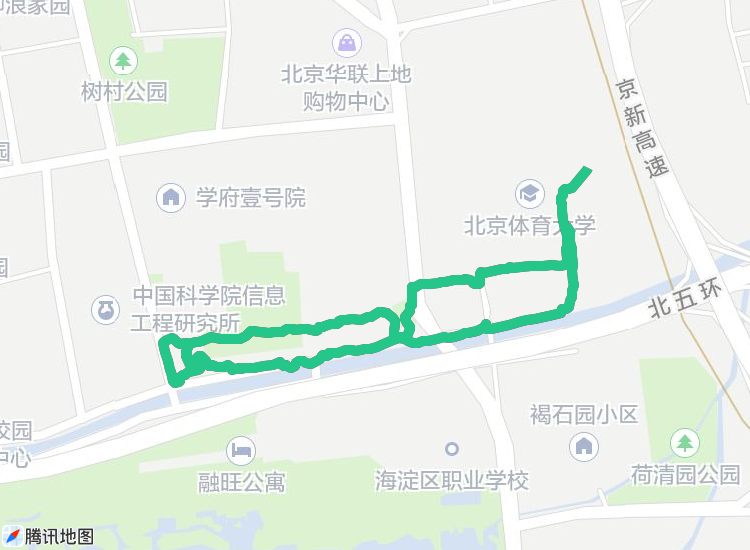 浪家园
树村公园
北京华联上地
购物中心
京新高速
园
学府壹号院
北京体育大学
园
中国科学院信息
工程研究所
北五环
褐石园小区
校园
中心
融旺公寓
海淀区职业学校
荷清园公园
腾讯地图